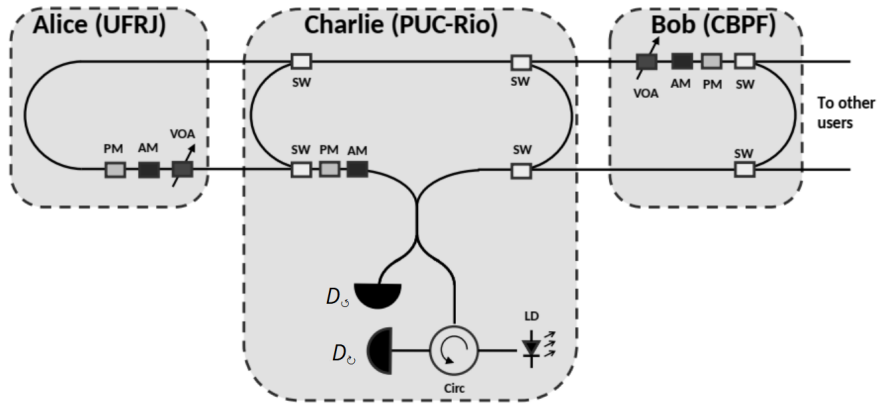 Alice (UFRJ)
Charlie (PUC-Rio)
Bob (CBPF)
SW
SW
VOA
AM
PM
SW
To other
users
PM
AM
VOA
SW
PM
AM
SW
SW
D↺
D↻
LD
Circ